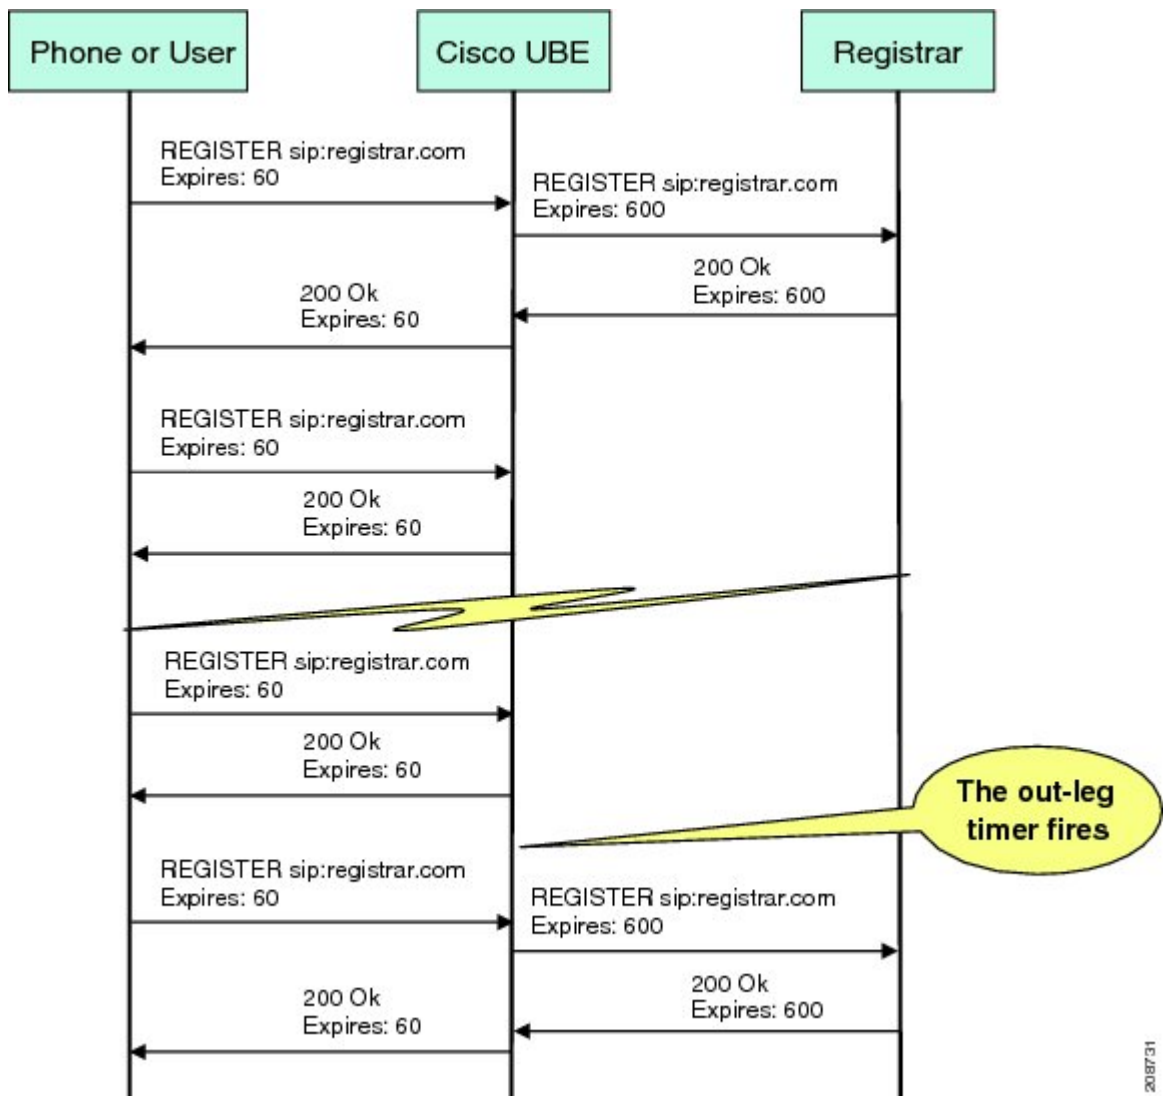 Phone or User
Cisco UBE
Registrar
REGISTER sip:registrar.com
Expires: 60
REGISTER sip:registrar.com
Expires: 600
200 Ok
Expires: 600
200 Ok
Expires: 60
REGISTER sip:registrar.com
Expires: 60
200 Ok
Expires: 60
REGISTER sip:registrar.com
Expires: 60
200 Ok
Expires: 60
The out-leg
timer fires
REGISTER sip:registrar.com
Expires: 60
REGISTER sip:registrar.com
Expires: 600
200 Ok
Expires: 600
200 Ok
Expires: 60
208731